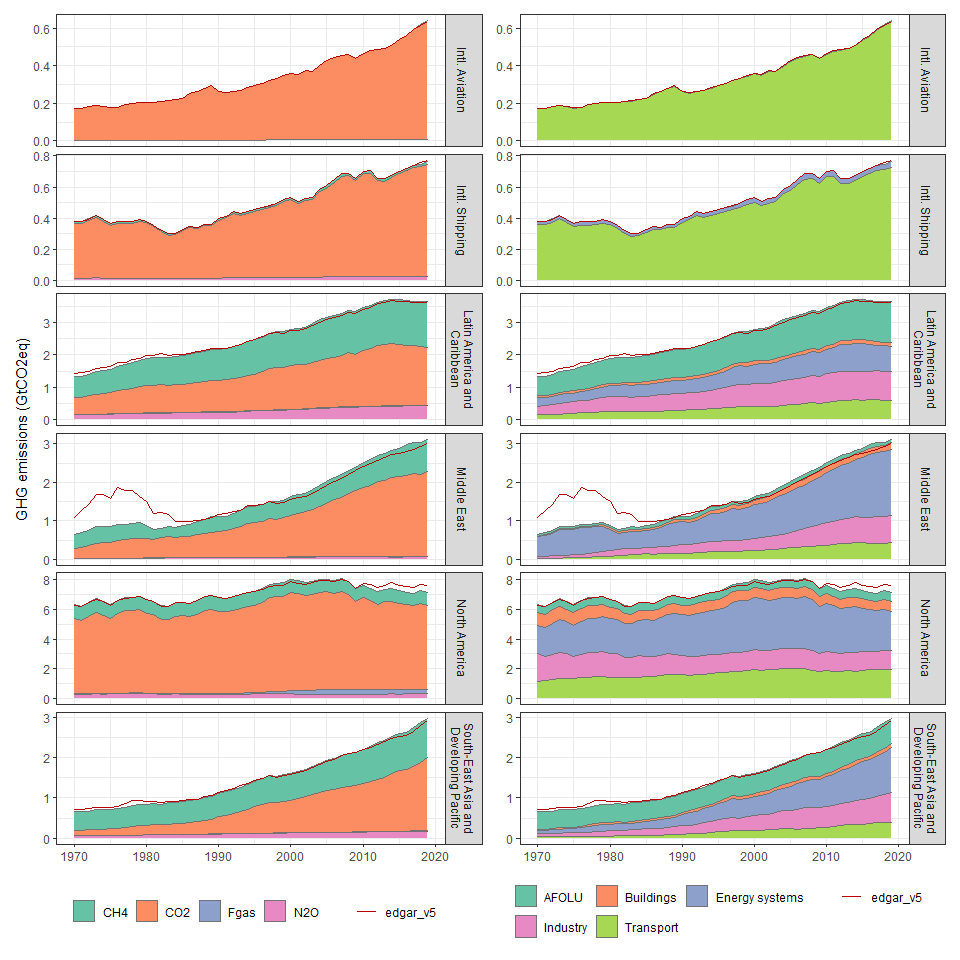 GHG emissions (GtCO2eq)
0.6
0.4
0.2
0.0
Intl. Aviation
Intl. Aviation
0.8
0.6
0.4
0.2
0.0
Intl. Shipping
Intl. Shipping
3
2
1
0
Latin America and
Caribbean
Latin America and
Caribbean
3
2
1
0
Middle East
Middle East
8
6
4
2
0
North America
North America
3
2
1
0
South-East Asia and
Developing Pacific
South-East Asia and
Developing Pacific
0.6
0.4
0.2
0.0
0.8
0.6
0.4
0.2
0.0
3
2
1
0
3
2
1
0
8
6
4
2
0
3
2
1
0
1970 1980 1990 2000 2010 2020
1970 1980 1990 2000 2010 2020
CH4 CO2 Fgas N2O edgar_v5
AFOLU Buildings Energy systems edgar_v5
Industry Transport